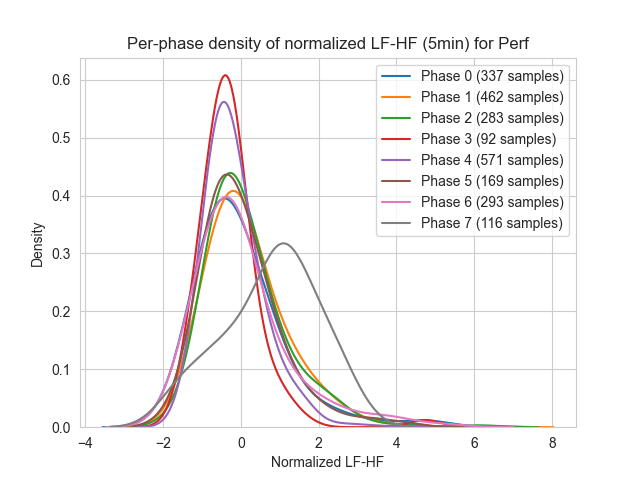 Per-phase density of normalized LF-HF (5min) for Perf
Phase 0 (337 samples)
Phase 1 (462 samples)
Phase 2 (283 samples)
Phase 3 (92 samples)
Phase 4 (571 samples)
Phase 5 (169 samples)
Phase 6 (293 samples)
Phase 7 (116 samples)
Density
0.6
0.5
0.4
0.3
0.2
0.1
0.0
−4 −2 0 2 4 6 8
Normalized LF-HF